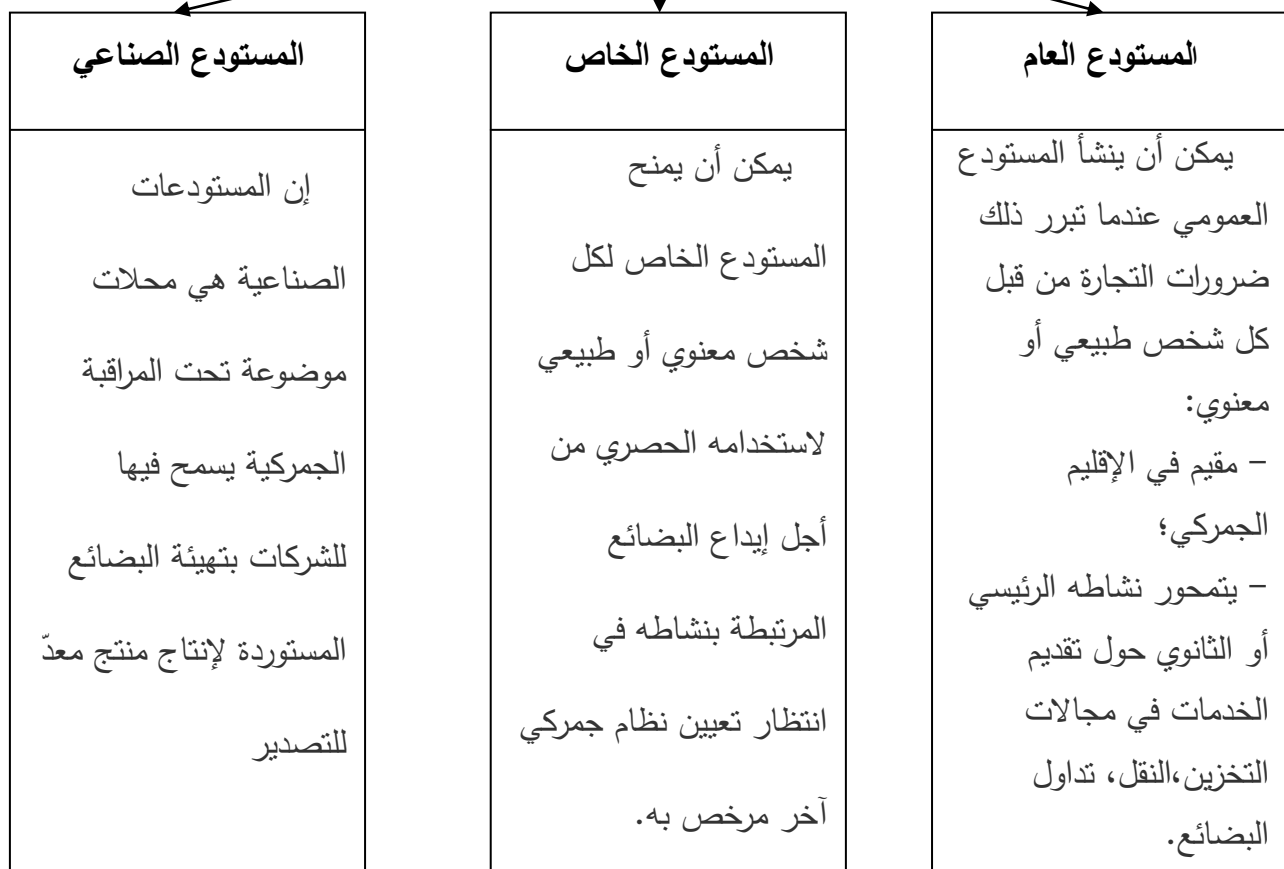 المستودع العام
يمكن أن ينشأ المستودع
العمومي عندما تبرر ذلك
ضرورات التجارة من قبل
كل شخص طبيعي أو
معنوي:
– مقيم في الإقليم
الجمركي؛
– يتمحور نشاطه الرئيسي
أو الثانوي حول تقديم
الخدمات في مجالات
التخزين،النقل، تداول
البضائع.
المستودع الخاص
يمكن أن يمنح
المستودع الخاص لكل
شخص معنوي أو طبيعي
لاستخدامه الحصري من
أجل إيداع البضائع
المرتبطة بنشاطه في
انتظار تعيين نظام جمركي
آخر مرخص به.
المستودع الصناعي
إن المستودعات
الصناعية هي محلات
موضوعة تحت المراقبة
الجمركية يسمح فيها
للشركات بتهيئة البضائع
المستوردة لإنتاج منتج معدّ
للتصدير